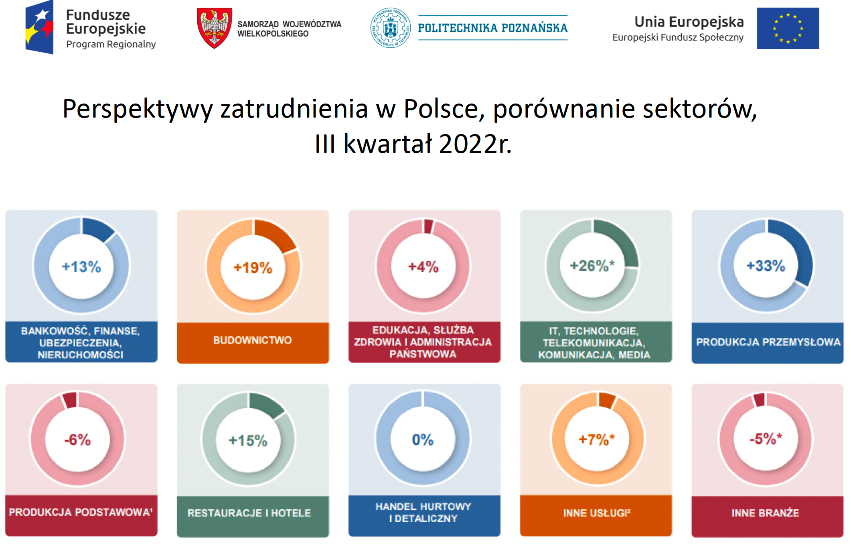 Fundusze
Europejskie
Program Regionalny
SAMORZĄD WOJEWÓDZTWA
WIELKOPOLSKIEGO
POLITECHNIKA POZNAŃSKA
Unia Europejska
Europejski Fundusz Społeczny
Perspektywy zatrudnienia w Polsce, porównanie sektorów,
III kwartał 2022r.
+13%
BANKOWOŚĆ, FINANSE,
UBEZPIECZENIA,
NIERUCHOMOŚCI
+19%
BUDOWNICTWO
+4%
EDUKACJA, SŁUŻBA
ZDROWIA I ADMINISTRACJA
PAŃSTWOWA
+26%*
IT, TECHNOLOGIE,
TELEKOMUNIKACJA,
KOMUNIKACJA, MEDIA
+33%
PRODUKCJA PRZEMYSŁOWA
-6%
PRODUKCJA PODSTAWOWA¹
+15%
RESTAURACJE I HOTELE
0%
HANDEL HURTOWY
I DETALICZNY
+7%*
INNE USŁUGI²
-5%*
INNE BRANŻE